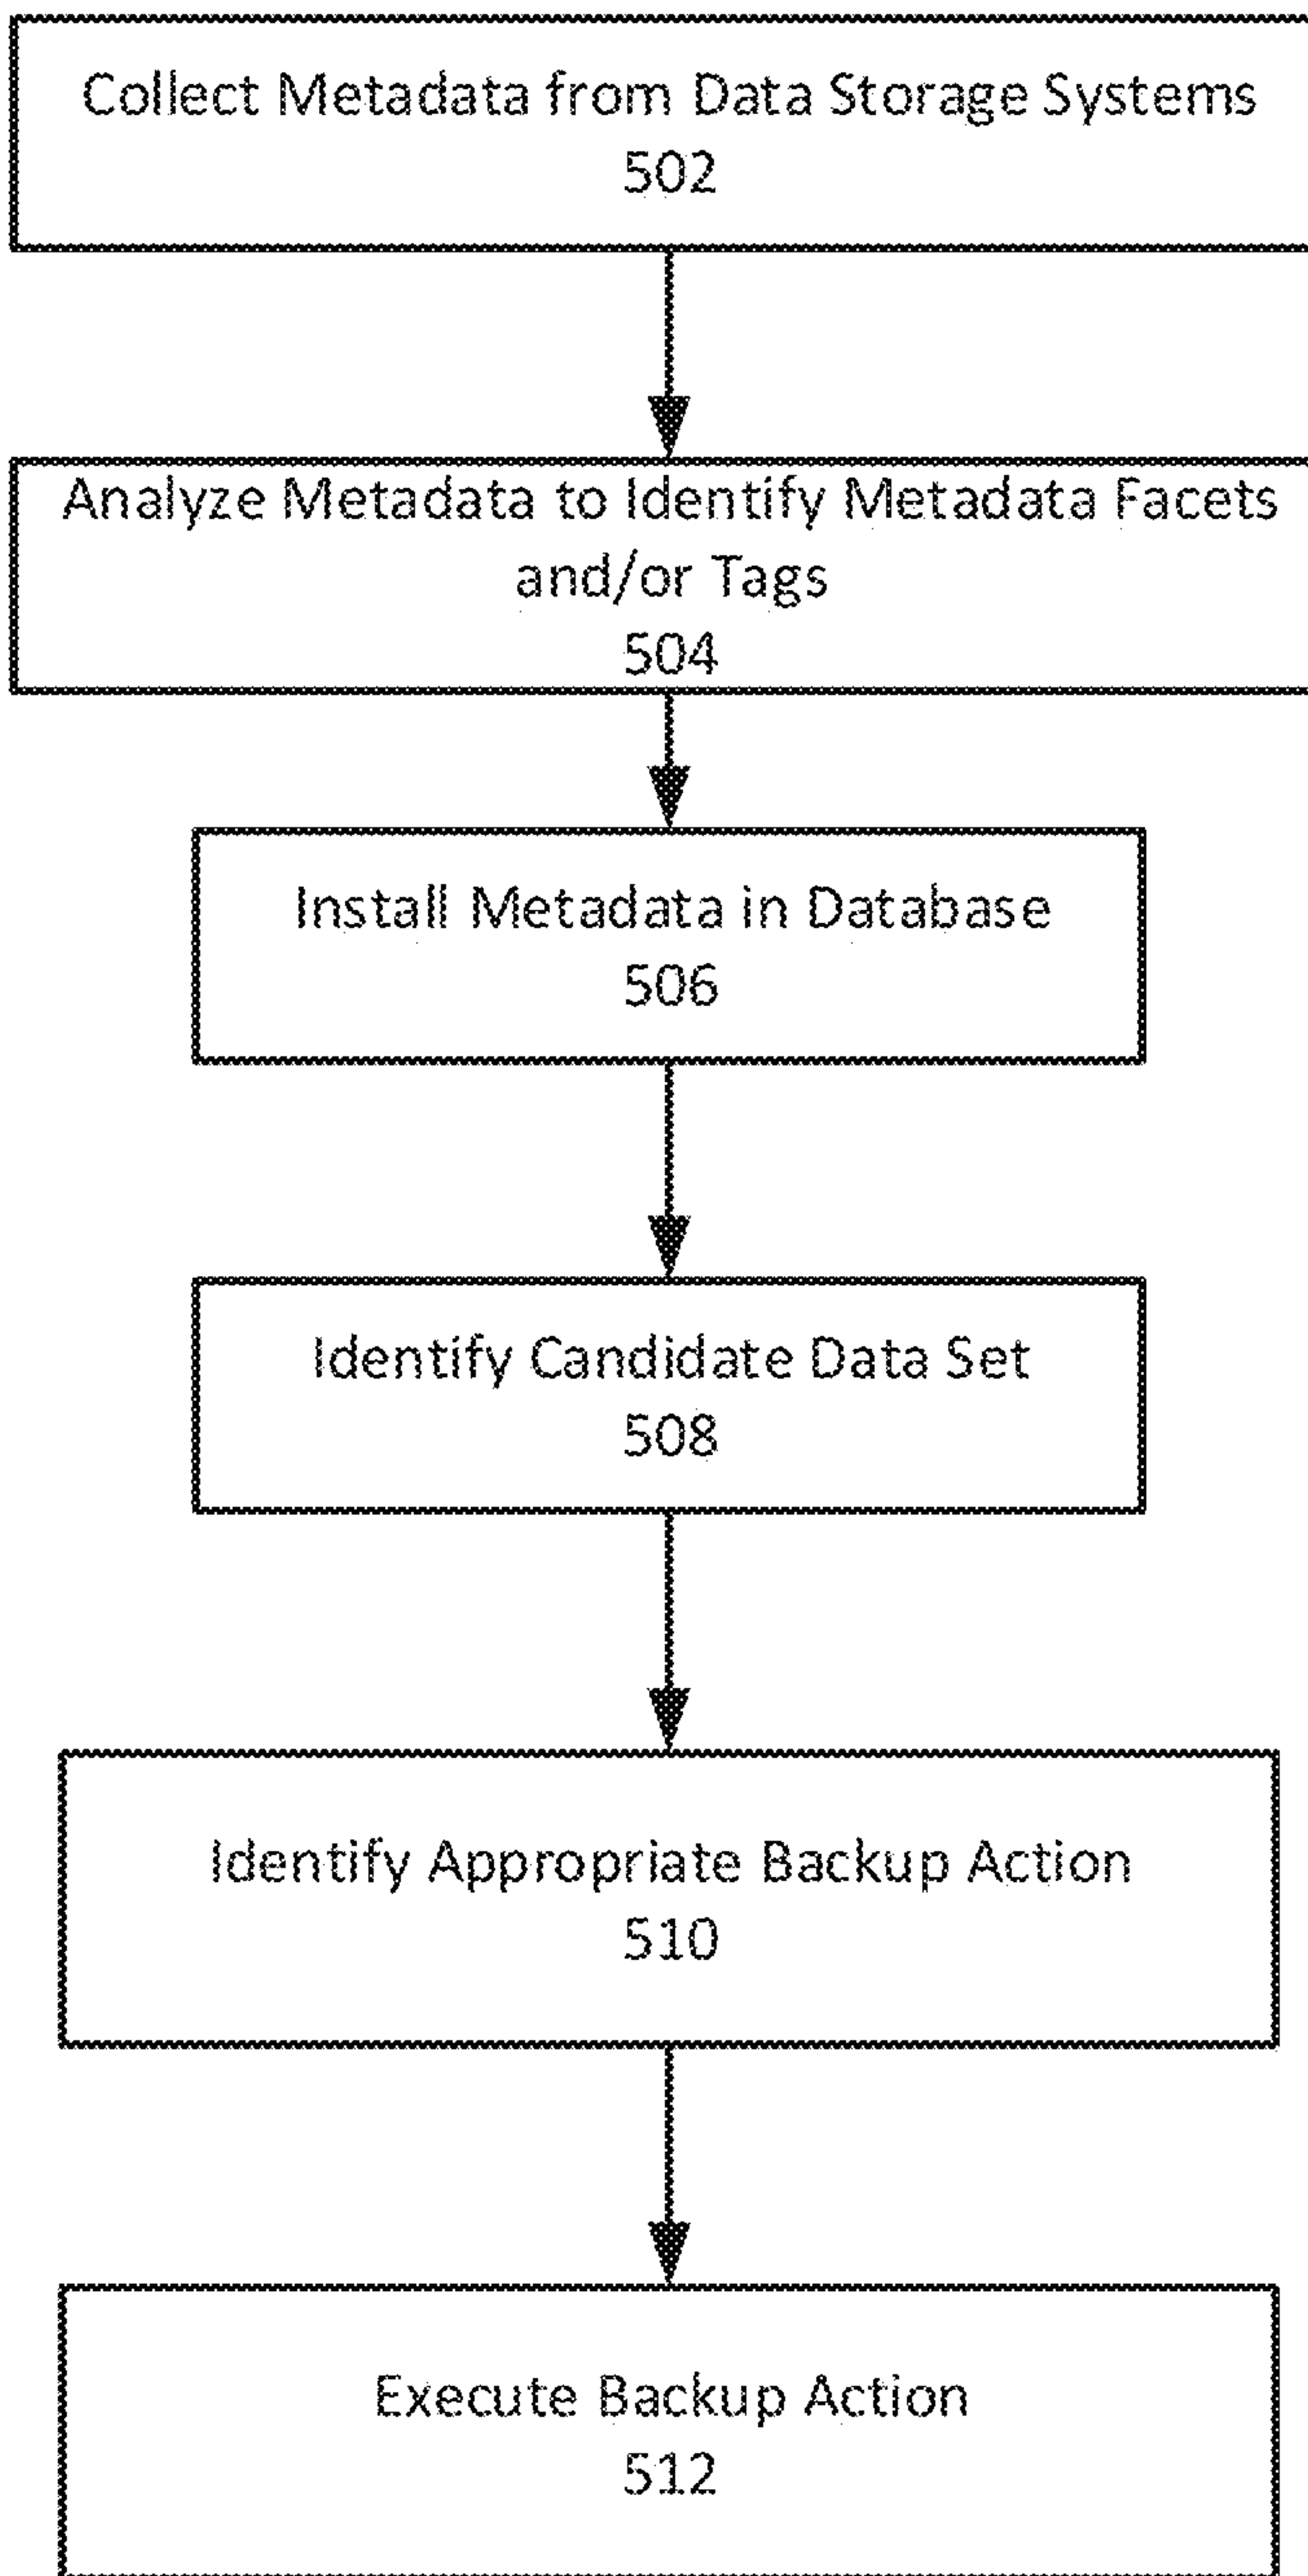 Collect Metadata from Data Storage Systems
502
Analyze Metadata to Identify Metadata Facets
and/or Tags
504
Install Metadata in Database
506
Identify Candidate Data Set
508
Identify Appropriate Backup Action
510
Execute Backup Action
512